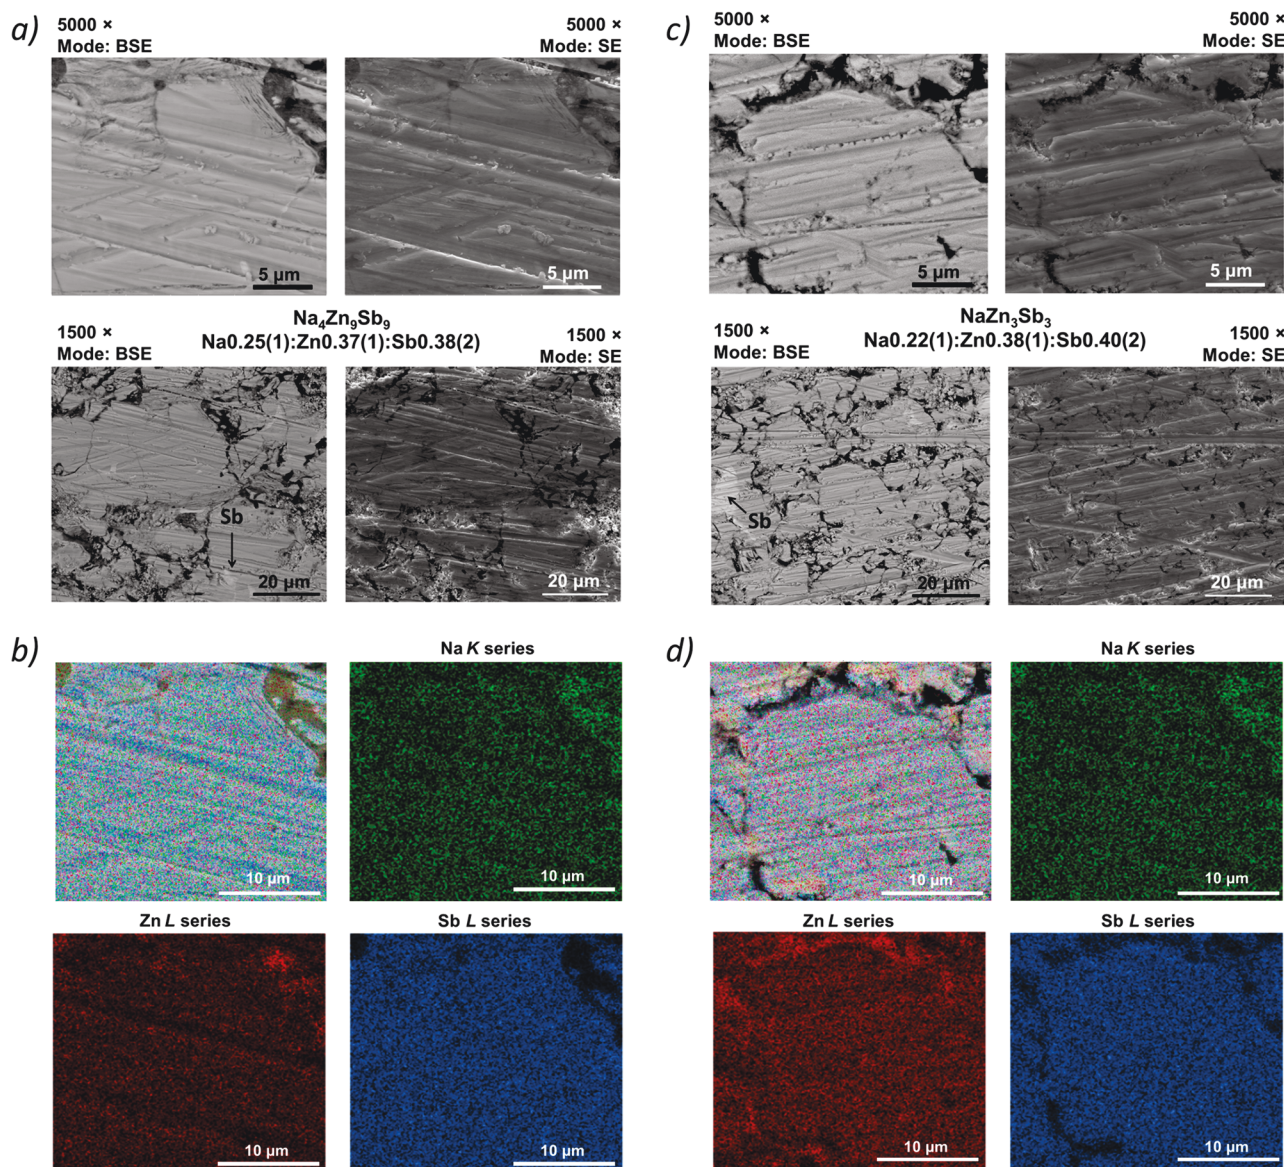 a)
5000 ×
Mode: BSE
5000 ×
Mode: SE
5 µm
5 µm
Na₄Zn₉Sb₉
Na0.25(1):Zn0.37(1):Sb0.38(2)
1500 ×
Mode: BSE
1500 ×
Mode: SE
Sb
20 µm
20 µm
c)
5000 ×
Mode: BSE
5000 ×
Mode: SE
5 µm
5 µm
NaZn₃Sb₃
Na0.22(1):Zn0.38(1):Sb0.40(2)
1500 ×
Mode: BSE
1500 ×
Mode: SE
Sb
20 µm
20 µm
b)
Na K series
10 µm
10 µm
Zn L series
Sb L series
10 µm
10 µm
d)
Na K series
10 µm
10 µm
Zn L series
Sb L series
10 µm
10 µm